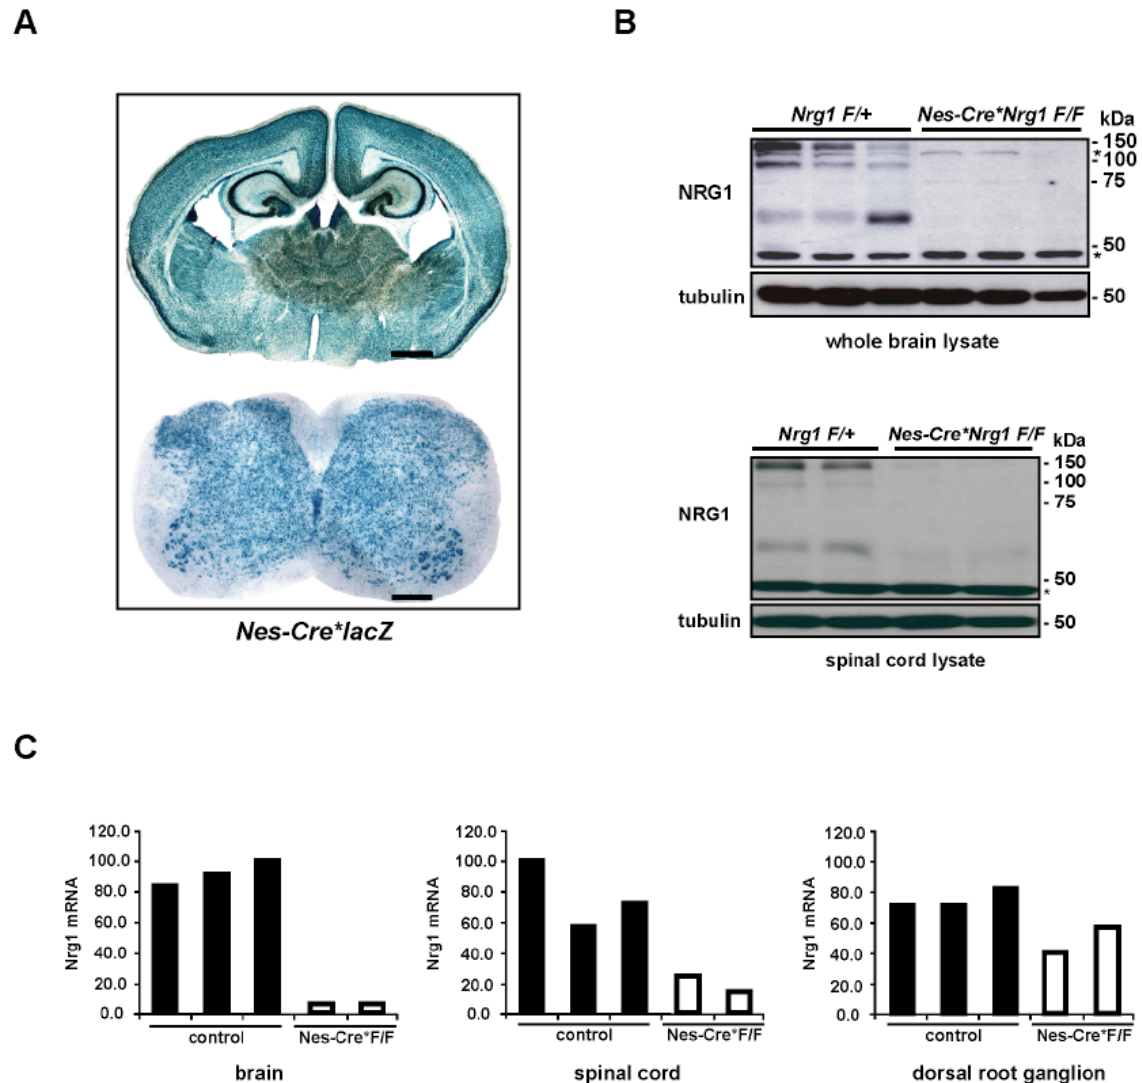 A
B
Nrg1 F/+ Nes-Cre*Nrg1 F/F kDa
- 150
* - 100
- 75
NRG1
- 50
*
tubulin - 50
whole brain lysate
Nrg1 F/+ Nes-Cre*Nrg1 F/F kDa
- 150
- 100
- 75
NRG1
- 50
*
tubulin - 50
spinal cord lysate
Nes-Cre*lacZ
C
Nrg1 mRNA
120.0
100.0
80.0
60.0
40.0
20.0
0.0
control Nes-Cre*F/F
brain
Nrg1 mRNA
120.0
100.0
80.0
60.0
40.0
20.0
0.0
control Nes-Cre*F/F
spinal cord
Nrg1 mRNA
120.0
100.0
80.0
60.0
40.0
20.0
0.0
control Nes-Cre*F/F
dorsal root ganglion